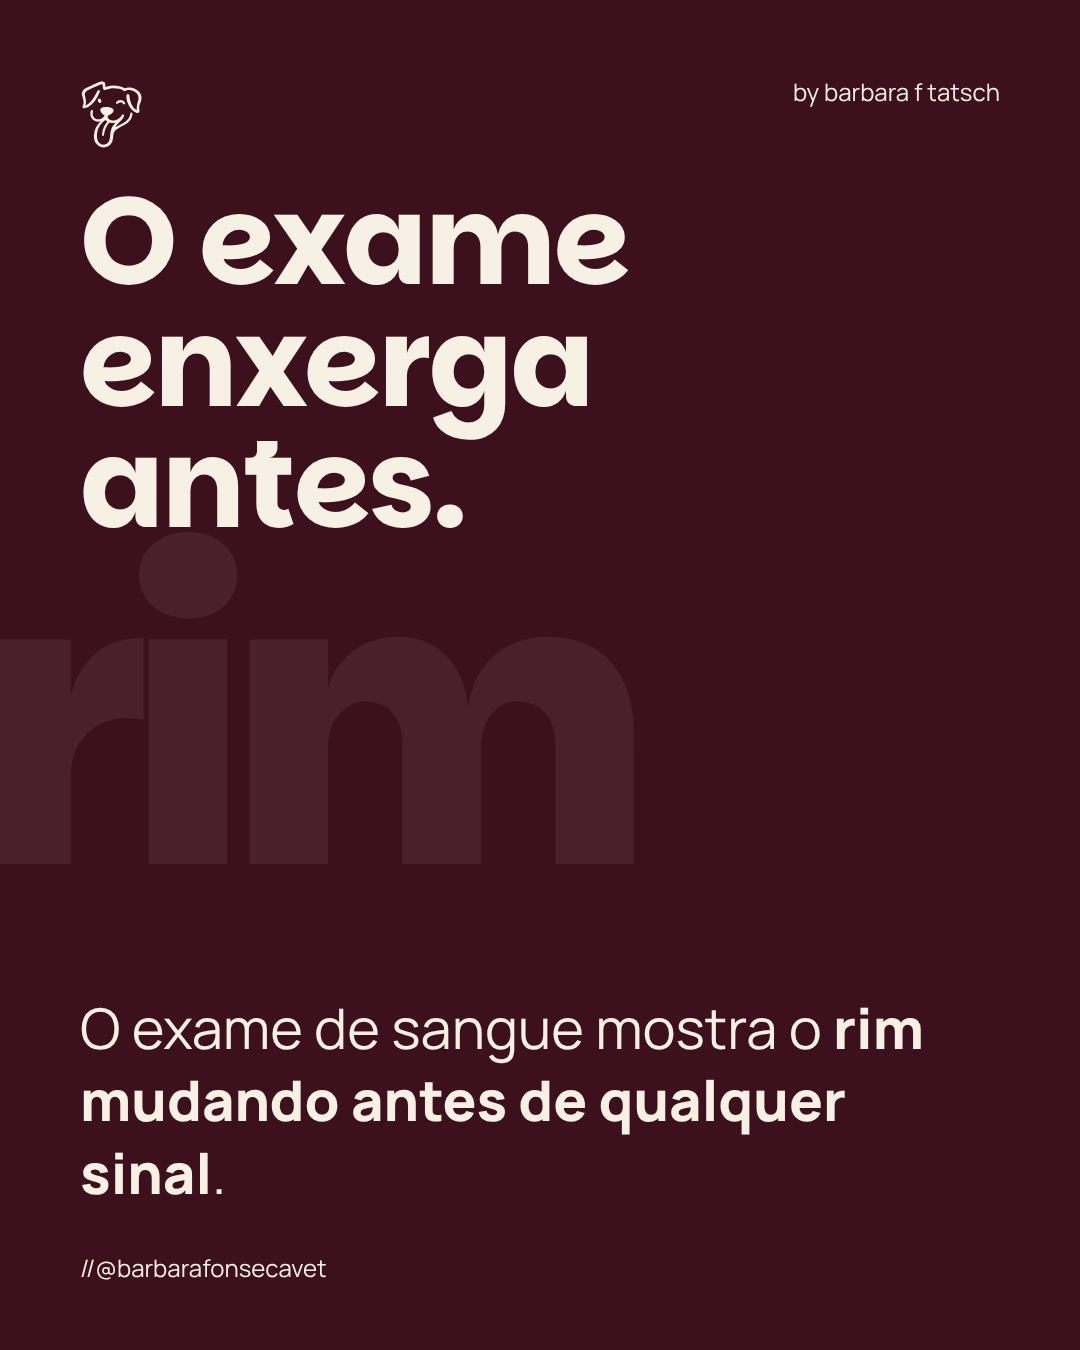 by barbara f tatsch
O exame
enxerga
antes.
rim
O exame de sangue mostra o rim
mudando antes de qualquer
sinal.
//@barbarafonsecavet